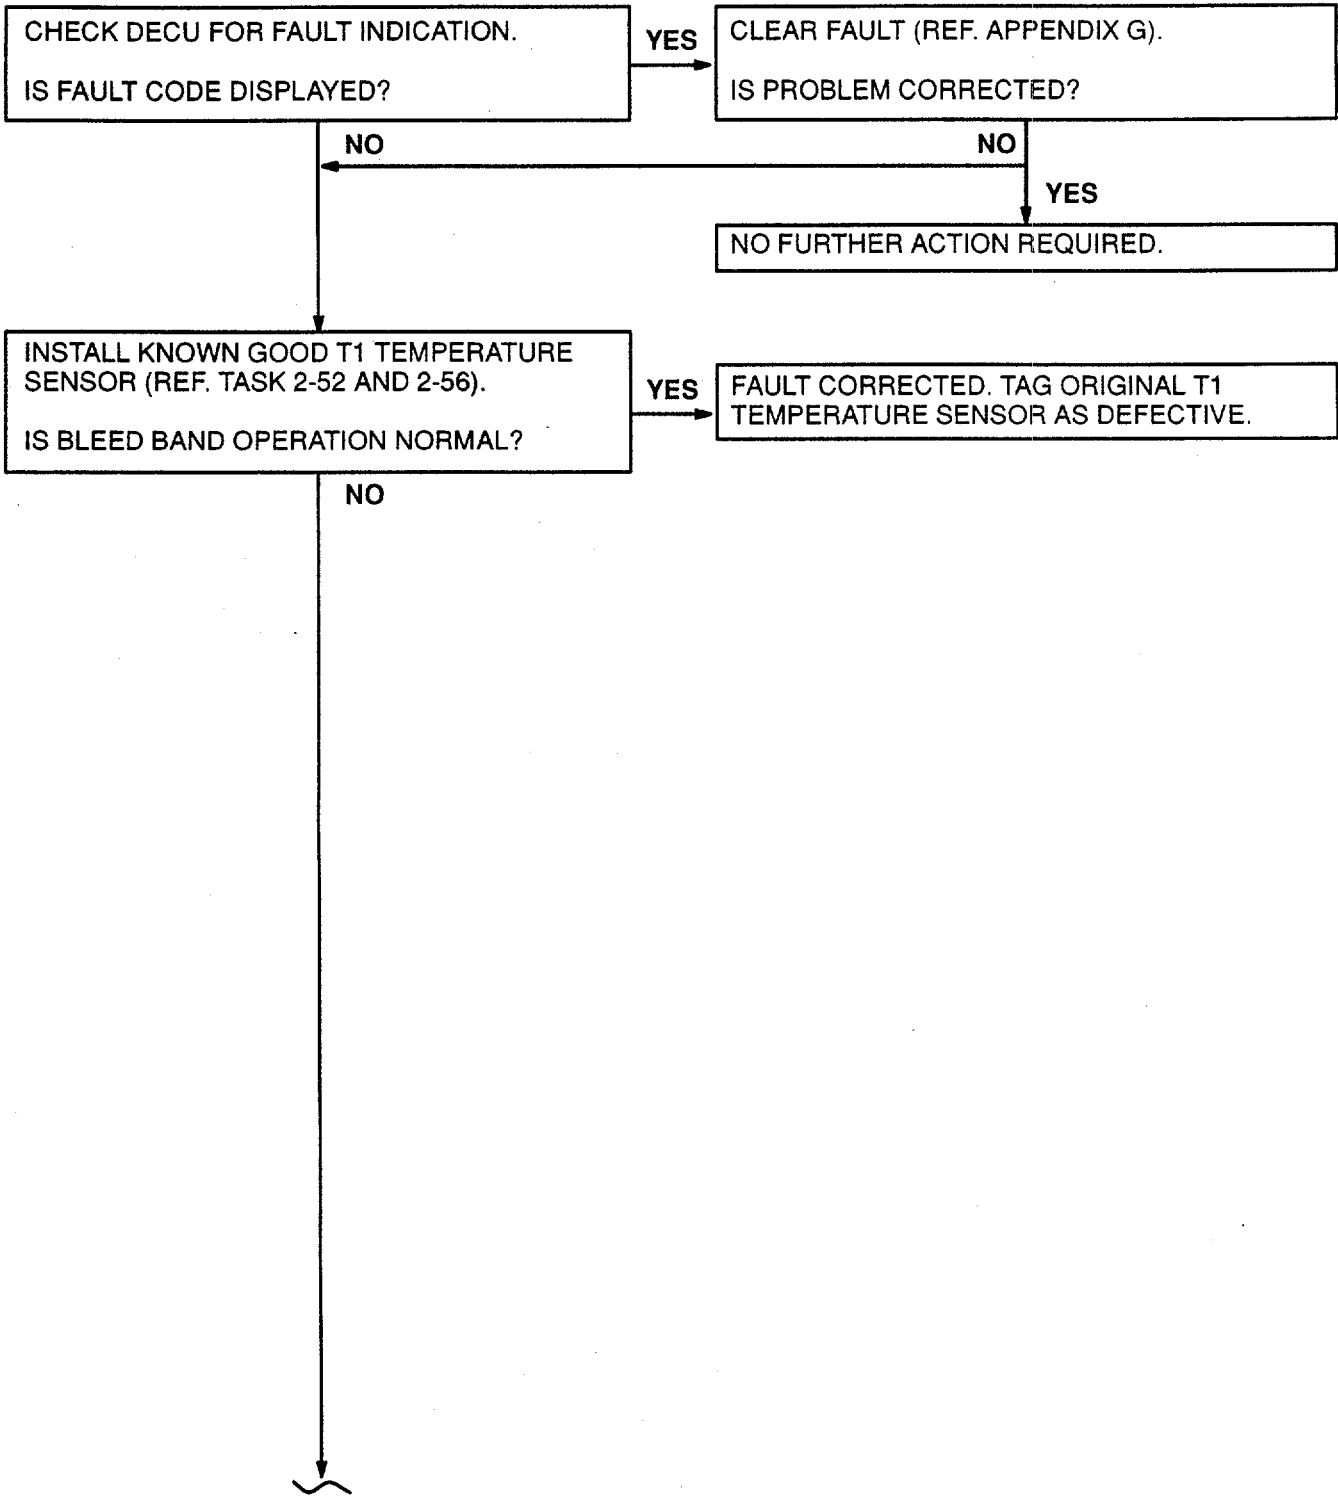 CHECK DECU FOR FAULT INDICATION.
IS FAULT CODE DISPLAYED?
YES
CLEAR FAULT (REF. APPENDIX G).
IS PROBLEM CORRECTED?
NO
NO
YES
NO FURTHER ACTION REQUIRED.
INSTALL KNOWN GOOD T1 TEMPERATURE
SENSOR (REF. TASK 2-52 AND 2-56).
IS BLEED BAND OPERATION NORMAL?
YES
FAULT CORRECTED. TAG ORIGINAL T1
TEMPERATURE SENSOR AS DEFECTIVE.
NO